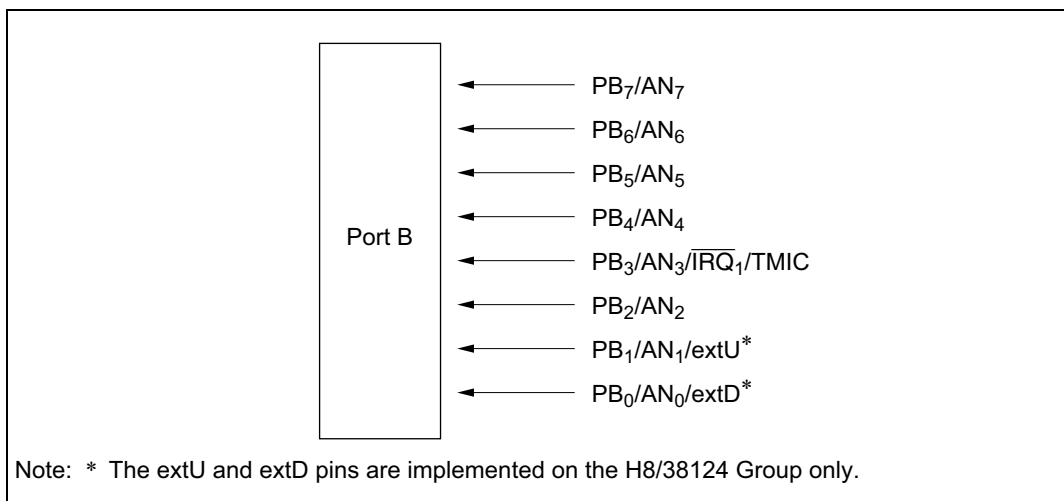 PB₇/AN₇
PB₆/AN₆
PB₅/AN₅
PB₄/AN₄
Port B
PB₃/AN₃/I̅R̅Q̅₁/TMIC
PB₂/AN₂
PB₁/AN₁/extU*
PB₀/AN₀/extD*
Note: * The extU and extD pins are implemented on the H8/38124 Group only.